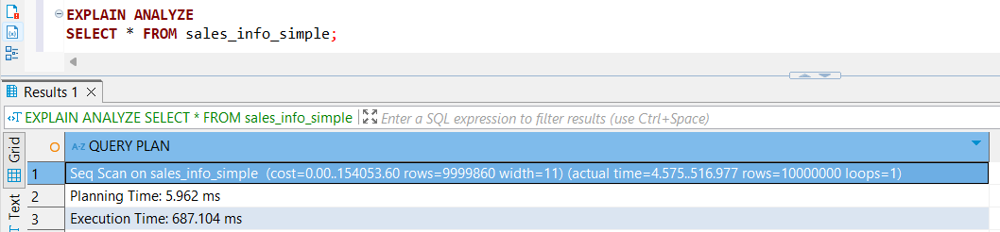 EXPLAIN ANALYZE
SELECT * FROM sales_info_simple;
Results 1
EXPLAIN ANALYZE SELECT * FROM sales_info_simple Enter a SQL expression to filter results (use Ctrl+Space)
Grid
A-Z QUERY PLAN
1 Seq Scan on sales_info_simple (cost=0.00..154053.60 rows=9999860 width=11) (actual time=4.575..516.977 rows=10000000 loops=1)
Text
2 Planning Time: 5.962 ms
3 Execution Time: 687.104 ms